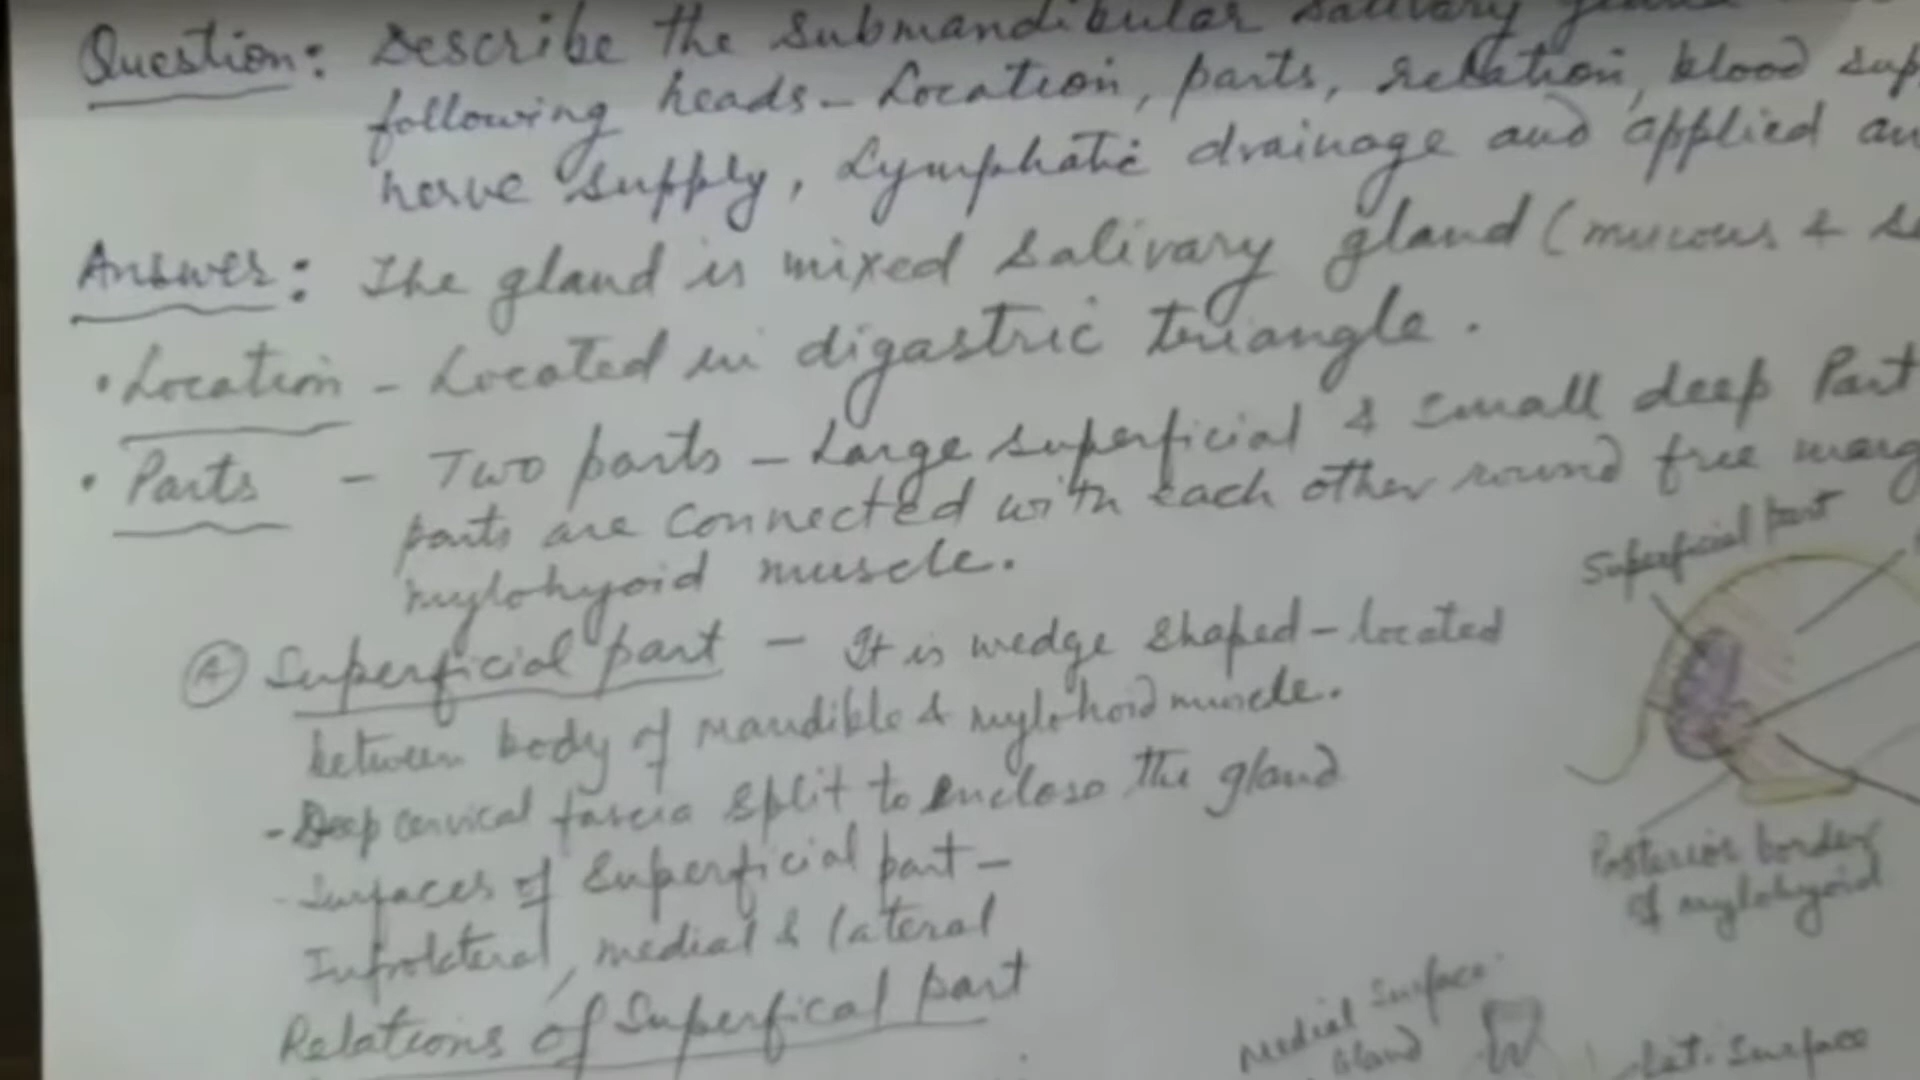 Question: Describe the submandibular salivary gland
following heads - Location, parts, relation, blood sup
nerve supply, Lymphatic drainage and applied an
Answer: The gland is mixed salivary gland (mucous + se
• Location - Located in digastric triangle.
• Parts - Two parts - Large superficial & small deep Part
parts are connected with each other round free marg
mylohyoid muscle.
Superficial part
(A) Superficial part - It is wedge shaped - located
between body of mandible & mylohoid muscle.
- Deep cervical fascia split to enclose the gland
- Surfaces of Superficial part -
Infrolateral, medial & lateral
Posterior border
of mylohyoid
Relations of Superfical part
Medial Surface
Gland
Lat. Surface